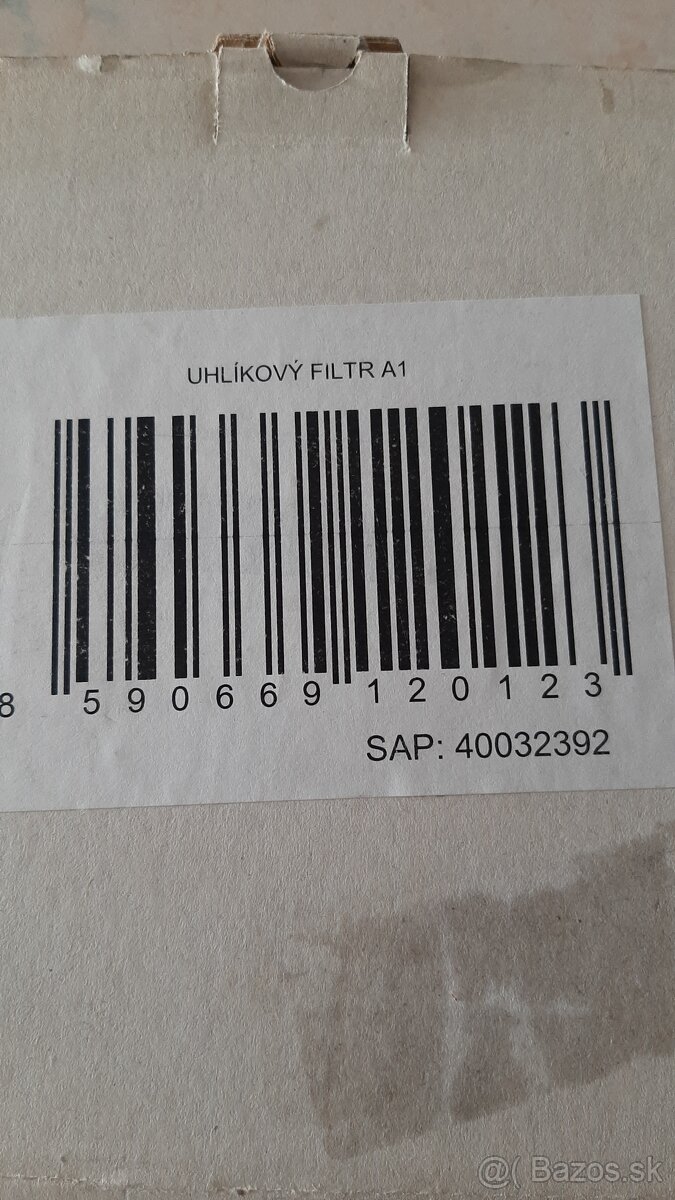 UHLÍKOVÝ FILTR A1
8 590669 120123
SAP: 40032392
@( Bazos.sk